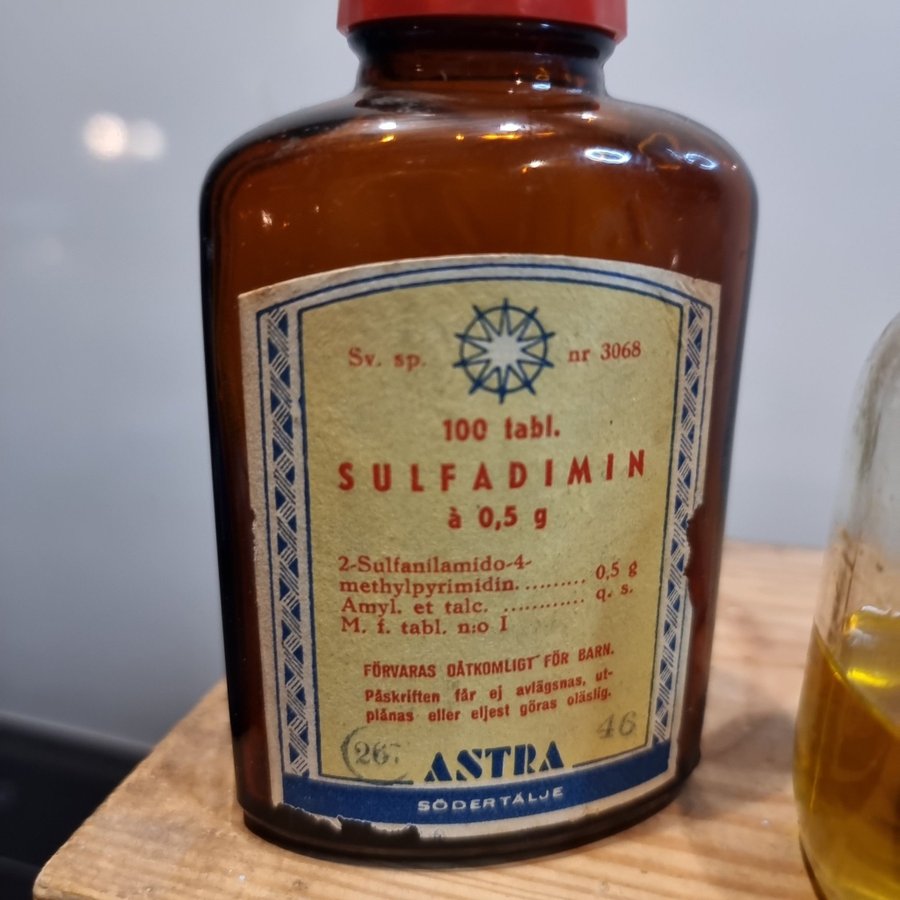 Sv. sp. nr 3068
100 tabl.
SULFADIMIN
à 0,5 g
2-Sulfanilamido-4-
methylpyrimidin. ......... 0,5 g
Amyl. et talc. ............ q. s.
M. f. tabl. n:o I
FÖRVARAS OÅTKOMLIGT FÖR BARN.
Påskriften får ej avlägsnas, ut-
plånas eller eljest göras oläslig.
46
ASTRA
SÖDERTÄLJE